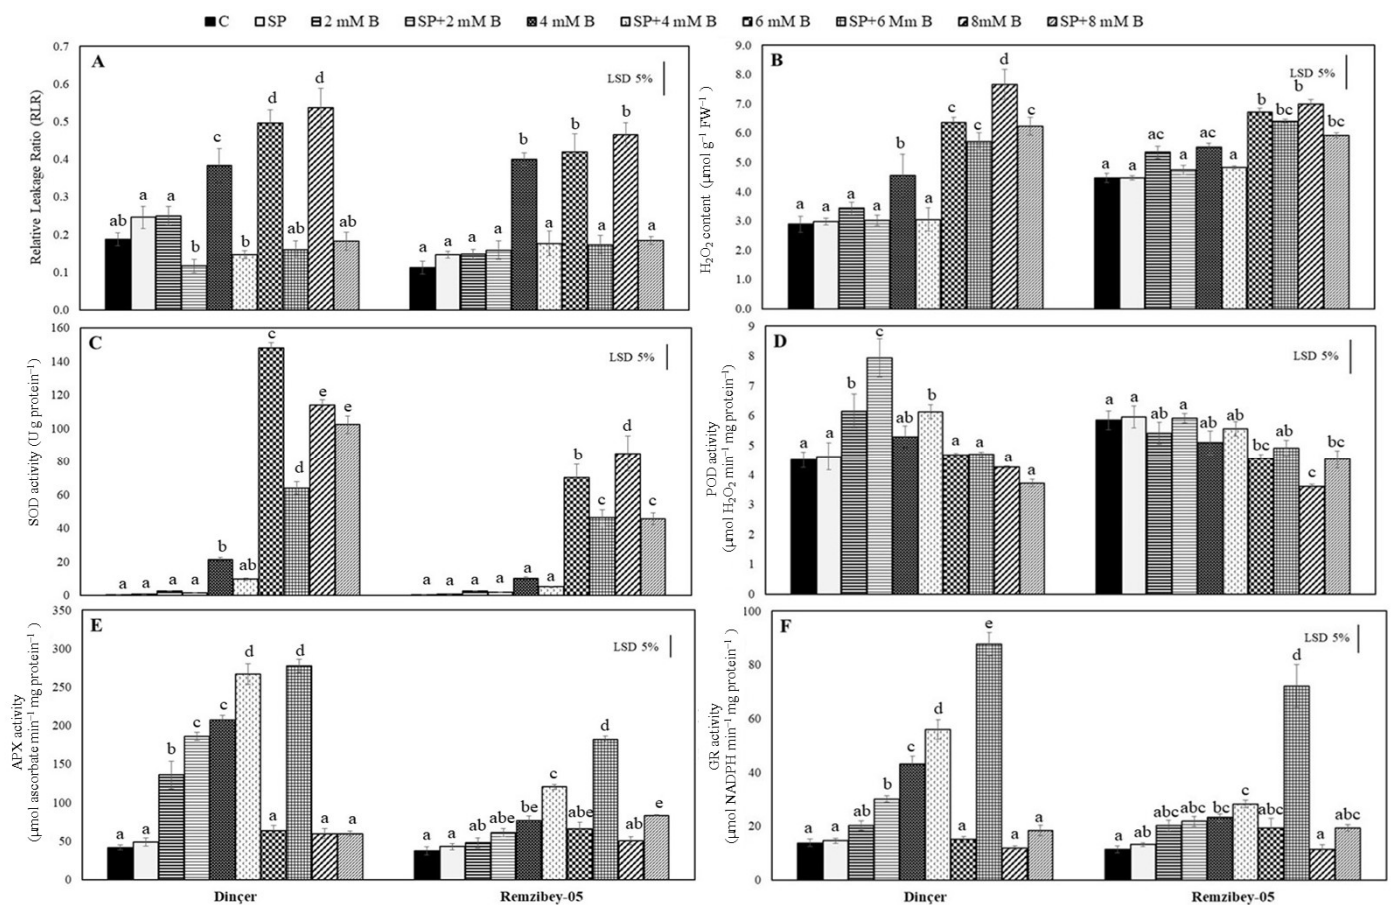 C SP 2 mM B SP+2 mM B 4 mM B SP+4 mM B 6 mM B SP+6 Mm B 8mM B SP+8 mM B
A
LSD 5%
Relative Leakage Ratio (RLR)
0.7
0.6
0.5
0.4
0.3
0.2
0.1
0.0
ab a a b c b d ab d ab
a a a a b a b a b a
B
LSD 5%
H₂O₂ content (µmol g⁻¹ FW⁻¹ )
9.0
8.0
7.0
6.0
5.0
4.0
3.0
2.0
1.0
0.0
a a a a b a c c d c
a a ac a ac a b bc b bc
C
LSD 5%
SOD activity (U g protein⁻¹)
160
140
120
100
80
60
40
20
0
a a a a b ab c d e e
a a a a a a b c d c
D
LSD 5%
POD activity
(µmol H₂O₂ min⁻¹ mg protein⁻¹)
9
8
7
6
5
4
3
2
1
0
a a b c ab b a a a a
a a ab a ab ab bc ab c bc
E
LSD 5%
APX activity
(µmol ascorbate min⁻¹ mg protein⁻¹ )
350
300
250
200
150
100
50
0
a a b c c d a d a a
a a ab abe be c abe d ab e
Dinçer Remzibey-05
F
LSD 5%
GR activity
(µmol NADPH min⁻¹ mg protein⁻¹ )
100
80
60
40
20
0
a a ab b c d a e a a
a ab abc abc bc c abc d a abc
Dinçer Remzibey-05